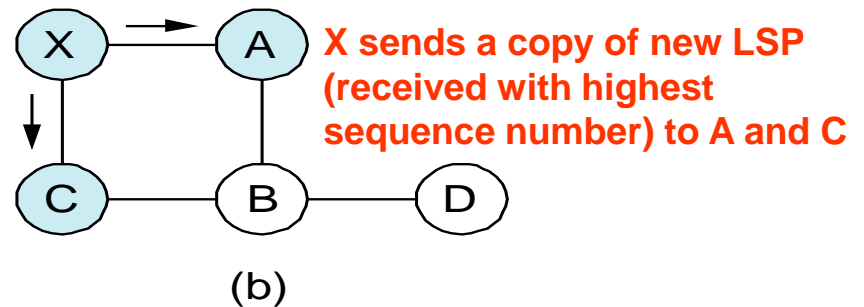 X
A
X sends a copy of new LSP
(received with highest
sequence number) to A and C
C
B
D
(b)